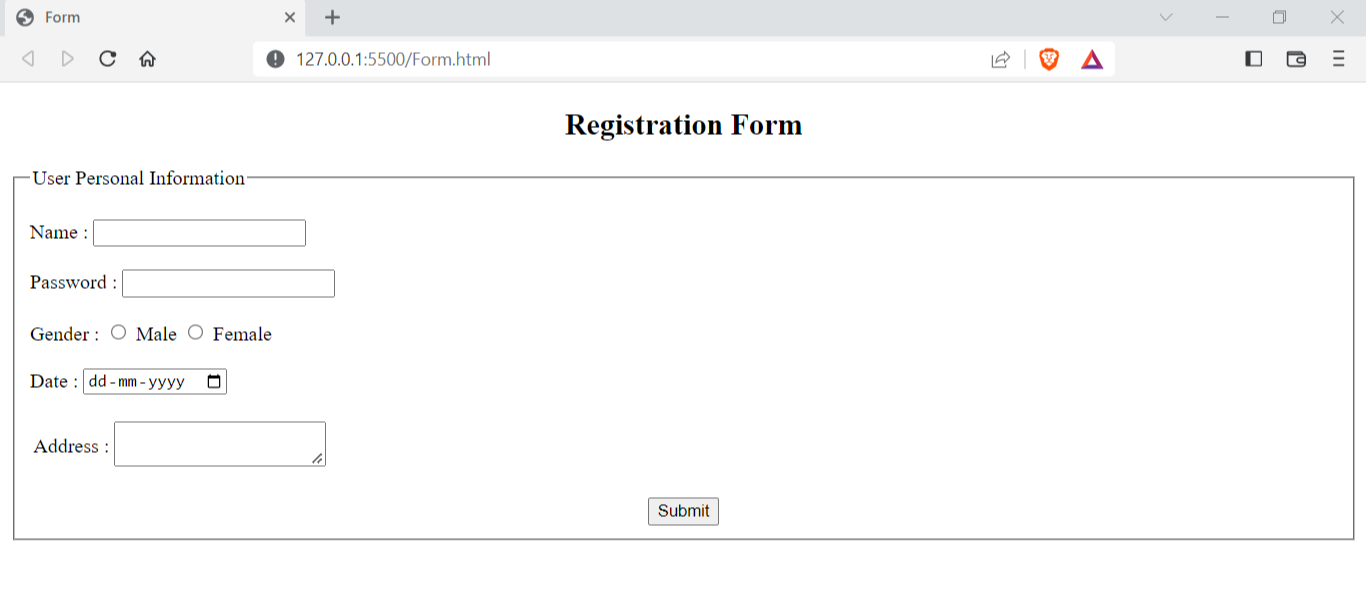 Form
127.0.0.1:5500/Form.html
Registration Form
User Personal Information
Name :
Password :
Gender : Male Female
Date : dd-mm-yyyy
Address :
Submit